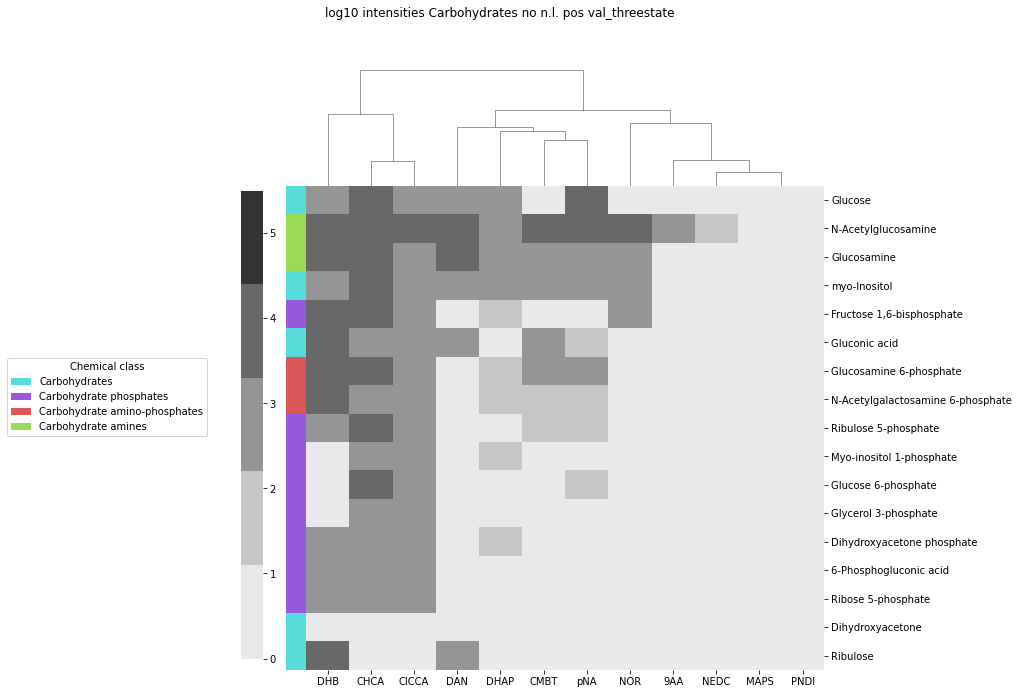 log10 intensities Carbohydrates no n.l. pos val_threestate
5
4
3
2
1
0
Chemical class
Carbohydrates
Carbohydrate phosphates
Carbohydrate amino-phosphates
Carbohydrate amines
Glucose
N-Acetylglucosamine
Glucosamine
myo-Inositol
Fructose 1,6-bisphosphate
Gluconic acid
Glucosamine 6-phosphate
N-Acetylgalactosamine 6-phosphate
Ribulose 5-phosphate
Myo-inositol 1-phosphate
Glucose 6-phosphate
Glycerol 3-phosphate
Dihydroxyacetone phosphate
6-Phosphogluconic acid
Ribose 5-phosphate
Dihydroxyacetone
Ribulose
DHB CHCA ClCCA DAN DHAP CMBT pNA NOR 9AA NEDC MAPS PNDI